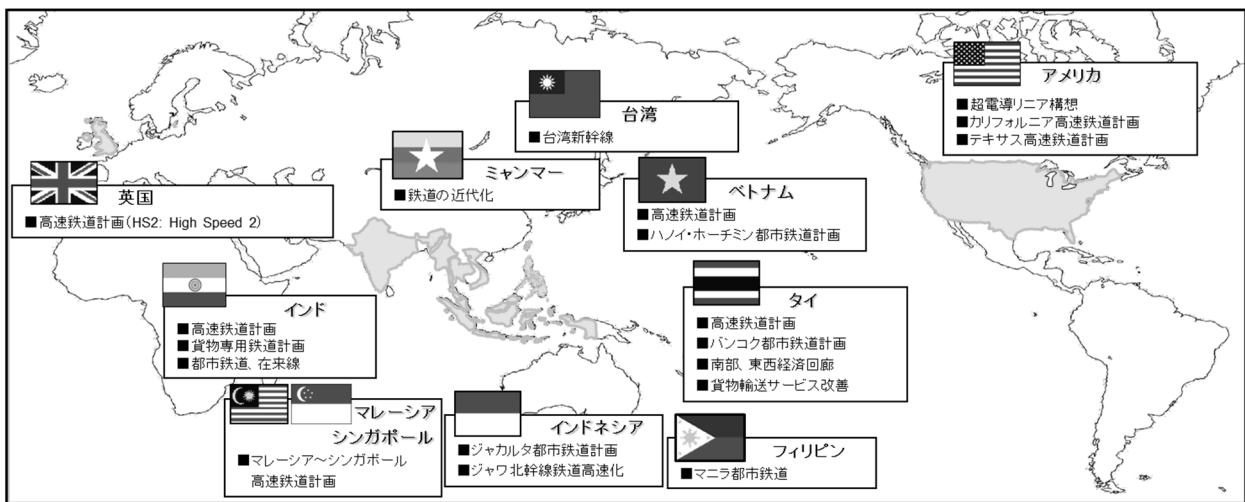 アメリカ
■超電導リニア構想
■カリフォルニア高速鉄道計画
■テキサス高速鉄道計画
台湾
■台湾新幹線
ミャンマー
■鉄道の近代化
ベトナム
■高速鉄道計画
■ハノイ・ホーチミン都市鉄道計画
英国
■高速鉄道計画(HS2: High Speed 2)
インド
■高速鉄道計画
■貨物専用鉄道計画
■都市鉄道、在来線
タイ
■高速鉄道計画
■バンコク都市鉄道計画
■南部、東西経済回廊
■貨物輸送サービス改善
マレーシア
シンガポール
■マレーシア～シンガポール
高速鉄道計画
インドネシア
■ジャカルタ都市鉄道計画
■ジャワ北幹線鉄道高速化
フィリピン
■マニラ都市鉄道